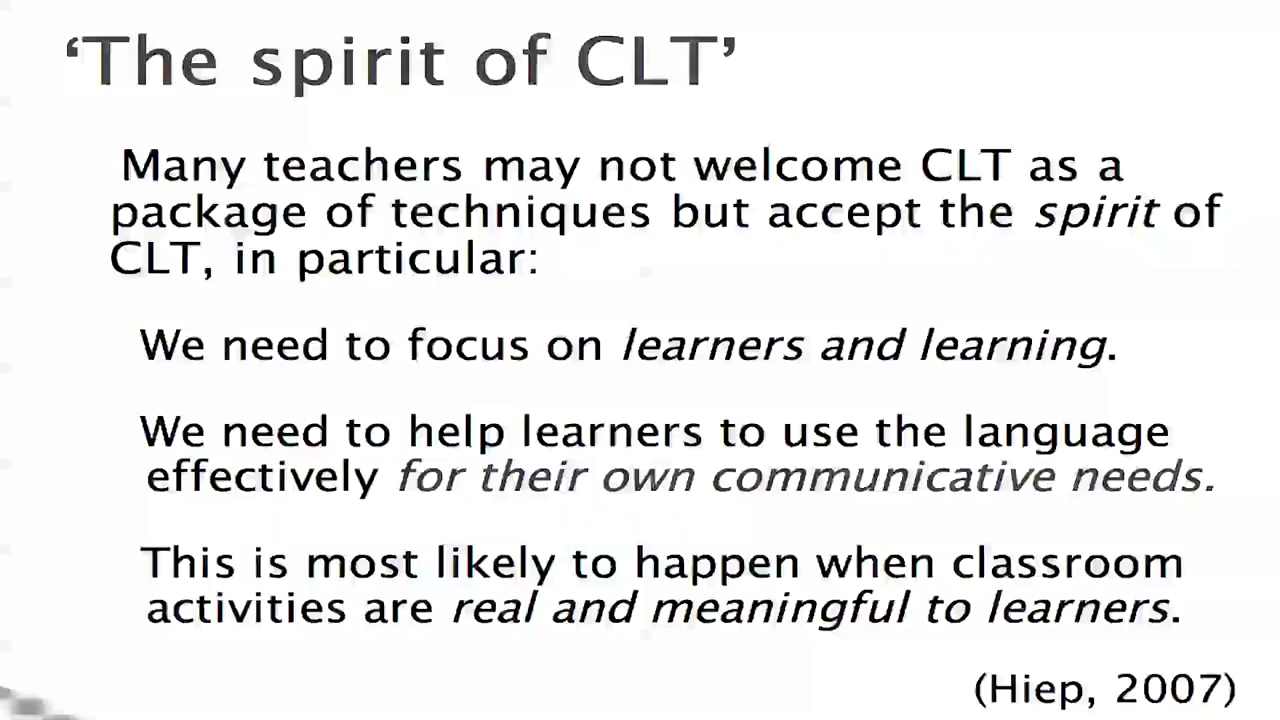 ‘The spirit of CLT’
Many teachers may not welcome CLT as a
package of techniques but accept the spirit of
CLT, in particular:
We need to focus on learners and learning.
We need to help learners to use the language
effectively for their own communicative needs.
This is most likely to happen when classroom
activities are real and meaningful to learners.
(Hiep, 2007)